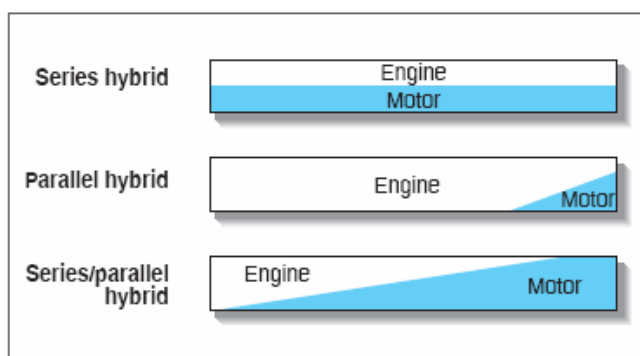 Series hybrid
Engine
Motor
Parallel hybrid
Engine
Motor
Series/parallel
hybrid
Engine
Motor